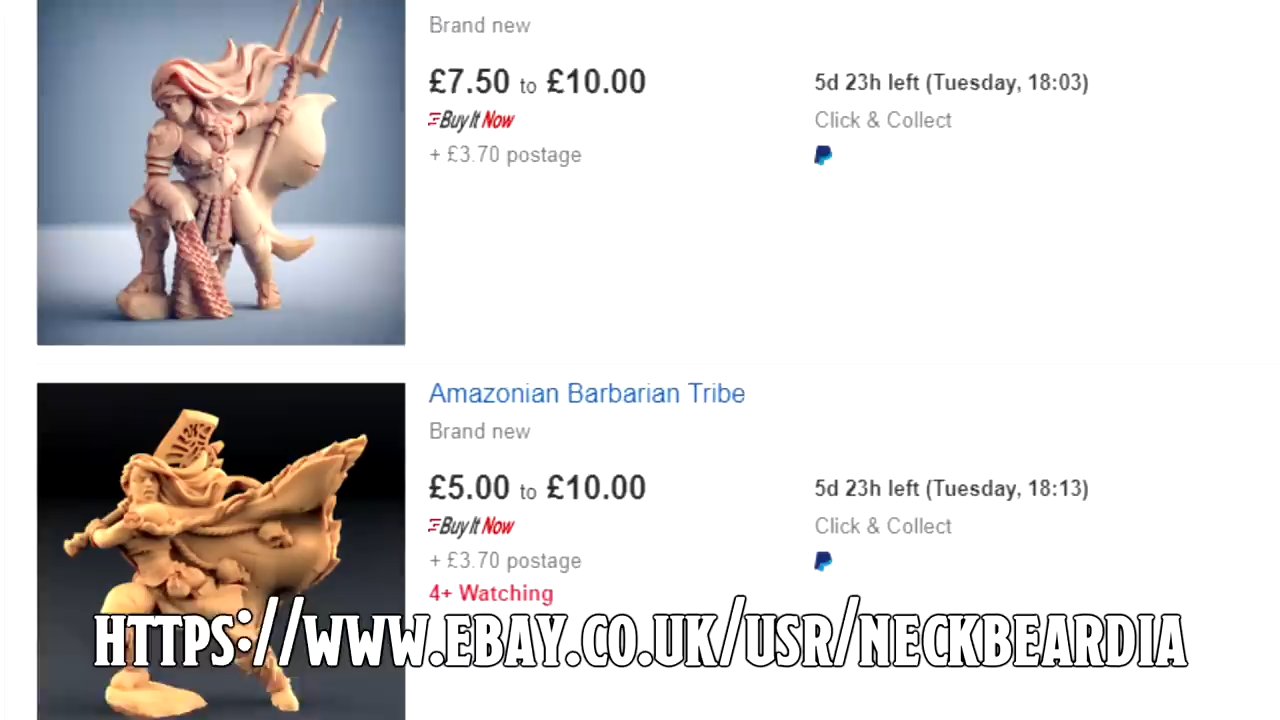 Brand new
£7.50 to £10.00
5d 23h left (Tuesday, 18:03)
Buy It Now
Click & Collect
+ £3.70 postage
Amazonian Barbarian Tribe
Brand new
£5.00 to £10.00
5d 23h left (Tuesday, 18:13)
Buy It Now
Click & Collect
+ £3.70 postage
4+ Watching
HTTPS://WWW.EBAY.CO.UK/USR/NECKBEARDIA